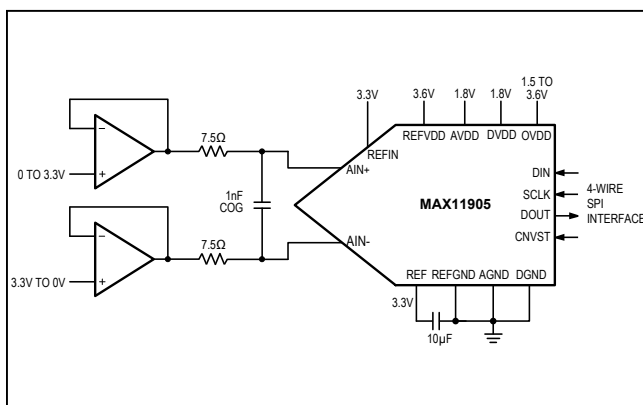 3.3V
3.6V
1.8V
1.8V
1.5 TO
3.6V
REFVDD AVDD DVDD OVDD
REFIN
7.5Ω
0 TO 3.3V
AIN+
1nF
COG
MAX11905
DIN
SCLK
DOUT
CNVST
4-WIRE
SPI
INTERFACE
7.5Ω
AIN-
3.3V TO 0V
REF REFGND AGND DGND
3.3V
10µF
− 
+
−
+